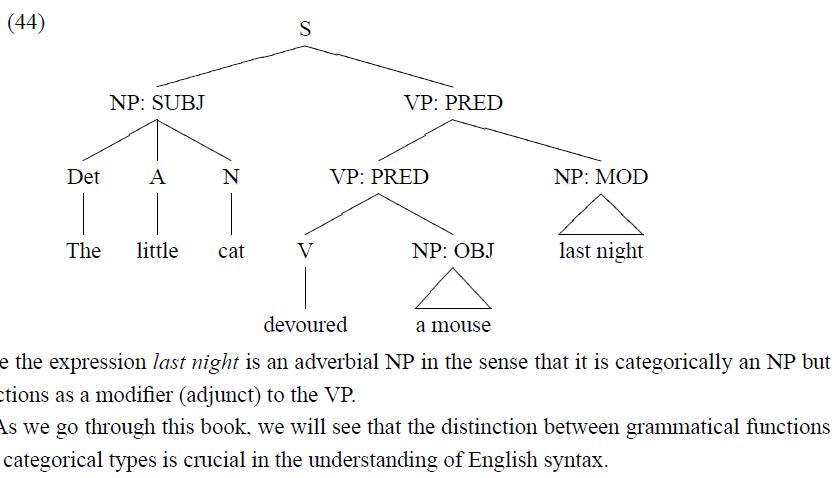 (44)
S
NP: SUBJ VP: PRED
Det A N VP: PRED NP: MOD
The little cat V NP: OBJ last night
devoured a mouse
e the expression last night is an adverbial NP in the sense that it is categorically an NP but
ctions as a modifier (adjunct) to the VP.
As we go through this book, we will see that the distinction between grammatical functions
categorical types is crucial in the understanding of English syntax.